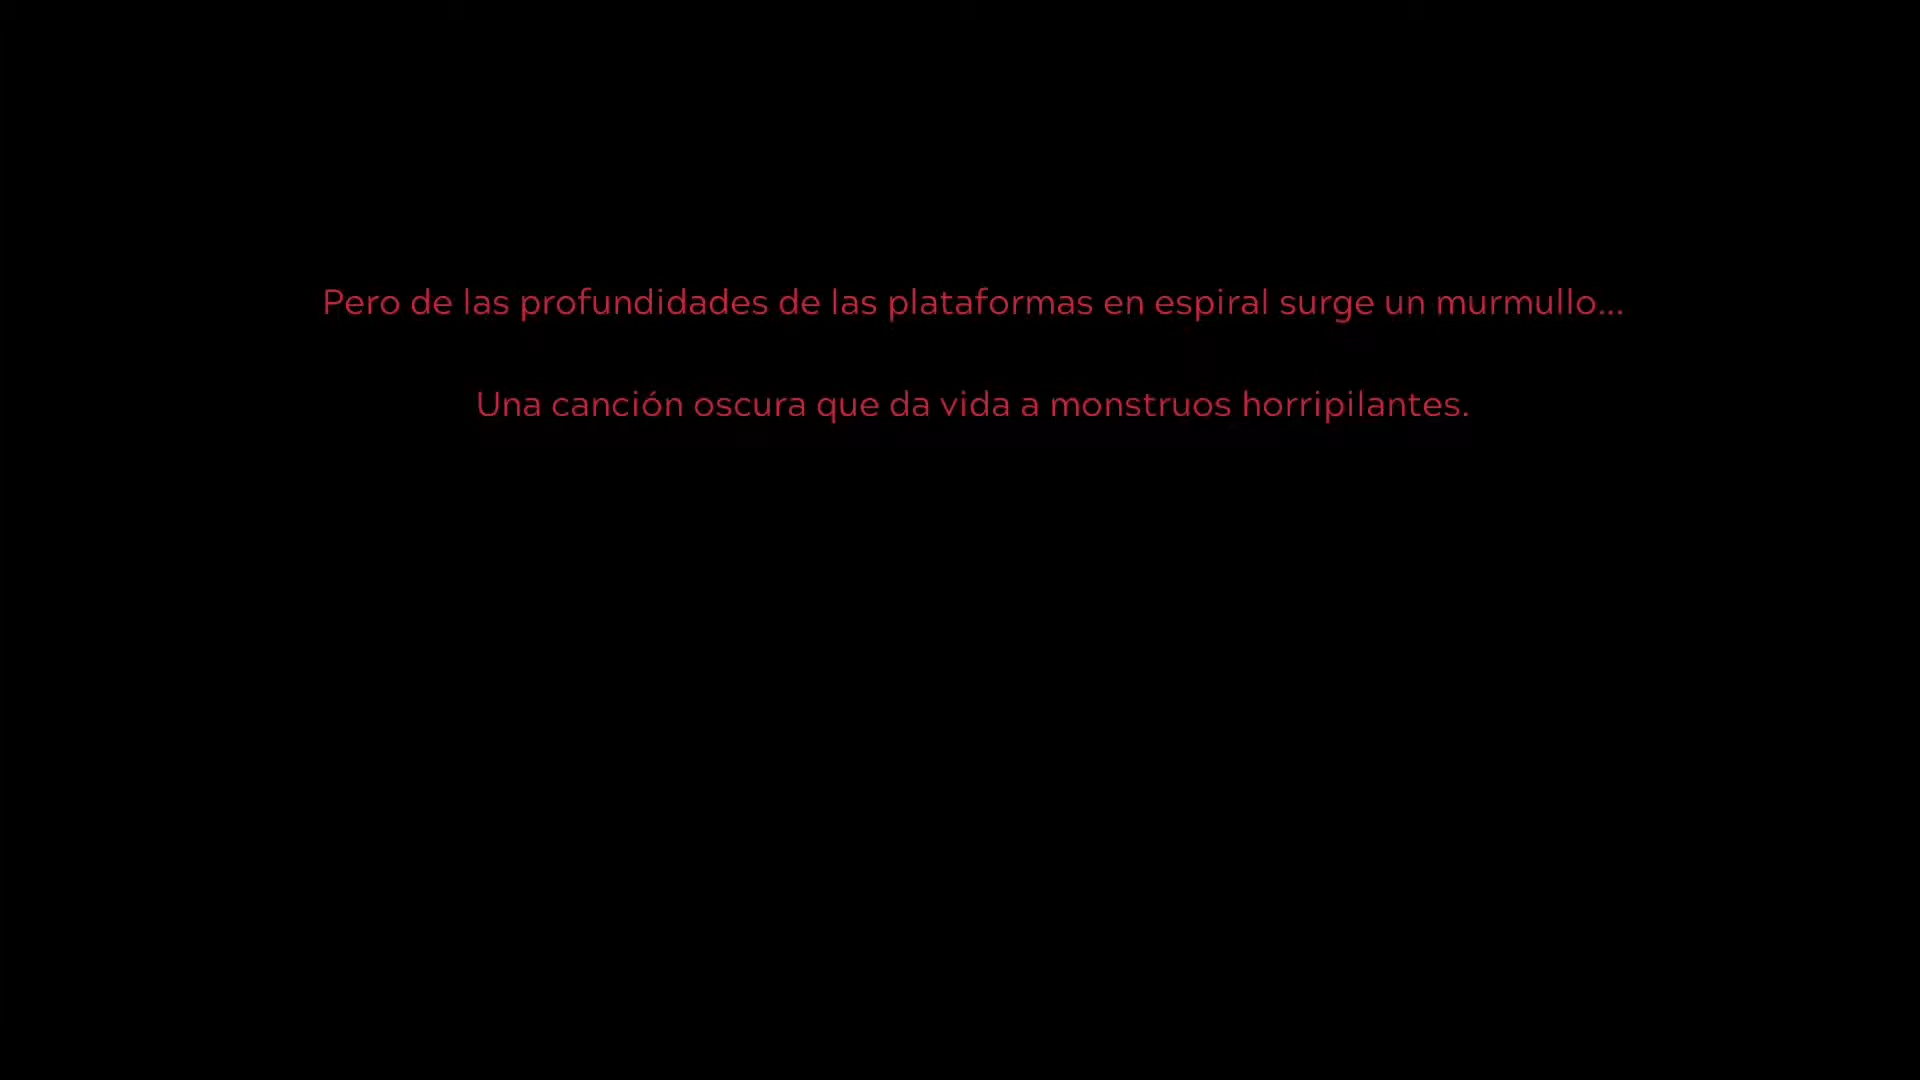 Pero de las profundidades de las plataformas en espiral surge un murmullo...
Una canción oscura que da vida a monstruos horripilantes.